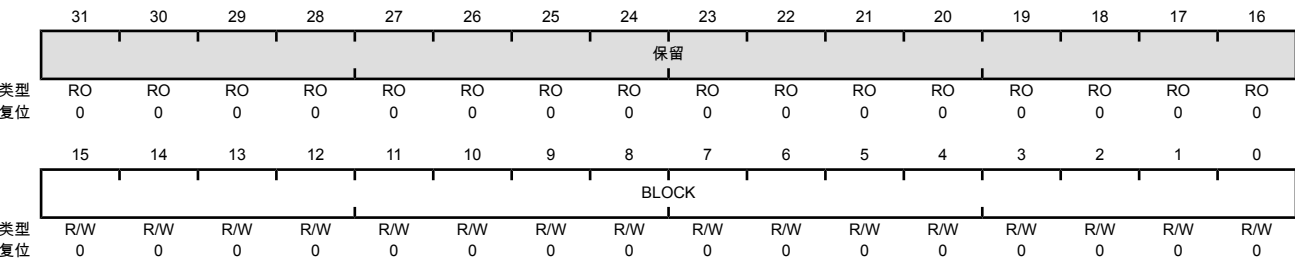 31 30 29 28 27 26 25 24 23 22 21 20 19 18 17 16
保留
类型 RO RO RO RO RO RO RO RO RO RO RO RO RO RO RO RO
复位 0 0 0 0 0 0 0 0 0 0 0 0 0 0 0 0
15 14 13 12 11 10 9 8 7 6 5 4 3 2 1 0
BLOCK
类型 R/W R/W R/W R/W R/W R/W R/W R/W R/W R/W R/W R/W R/W R/W R/W R/W
复位 0 0 0 0 0 0 0 0 0 0 0 0 0 0 0 0